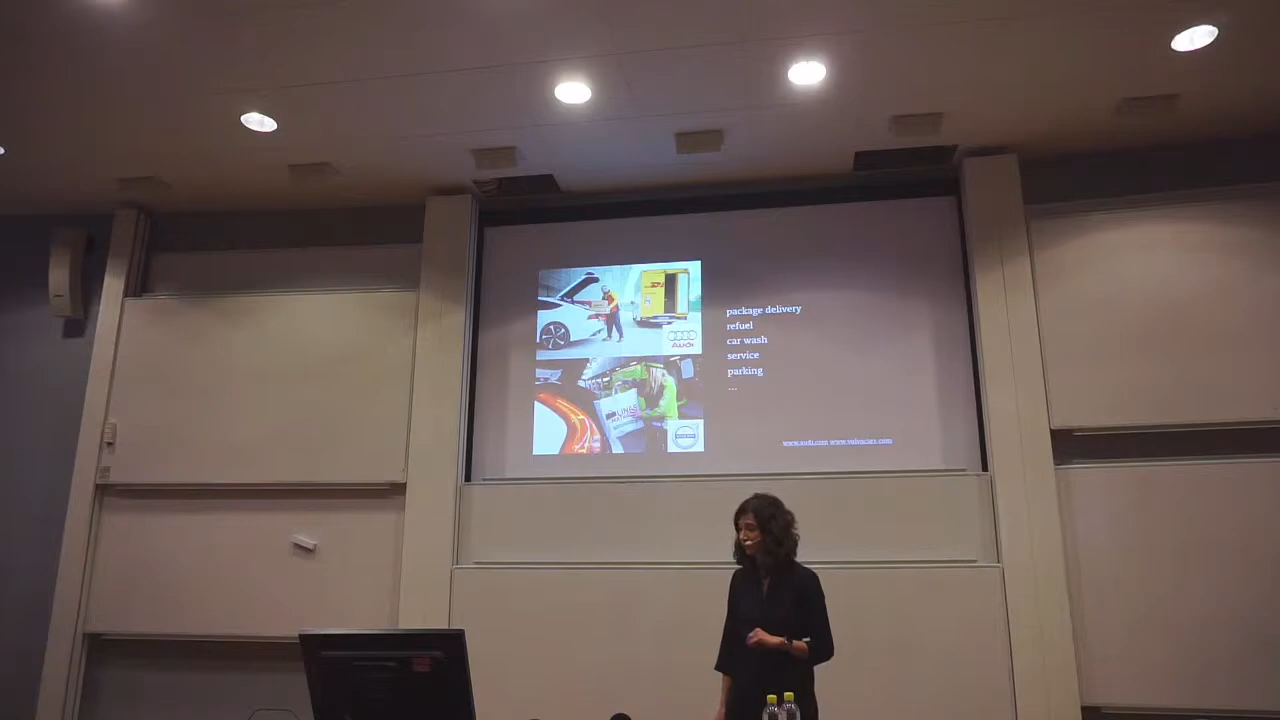 Audi
package delivery
refuel
car wash
service
parking
...
www.audi.com www.volvocars.com